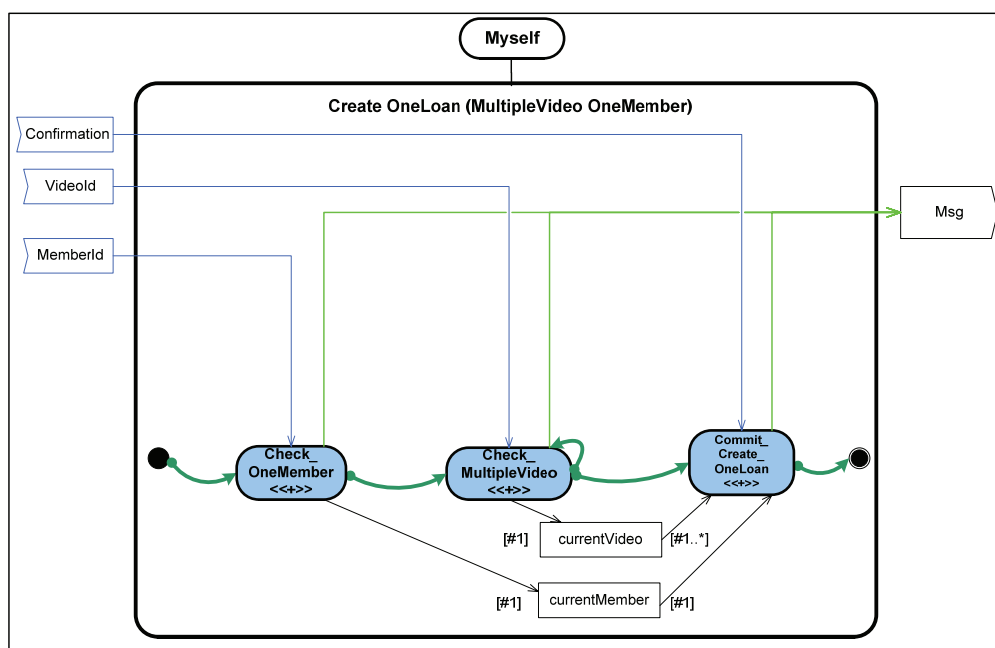 Myself
Create OneLoan (MultipleVideo OneMember)
Confirmation
VideoId
Msg
MemberId
Check_
OneMember
<<+>>
Check_
MultipleVideo
<<+>>
Commit_
Create_
OneLoan
<<+>>
[#1]
currentVideo
[#1..*]
[#1]
currentMember
[#1]